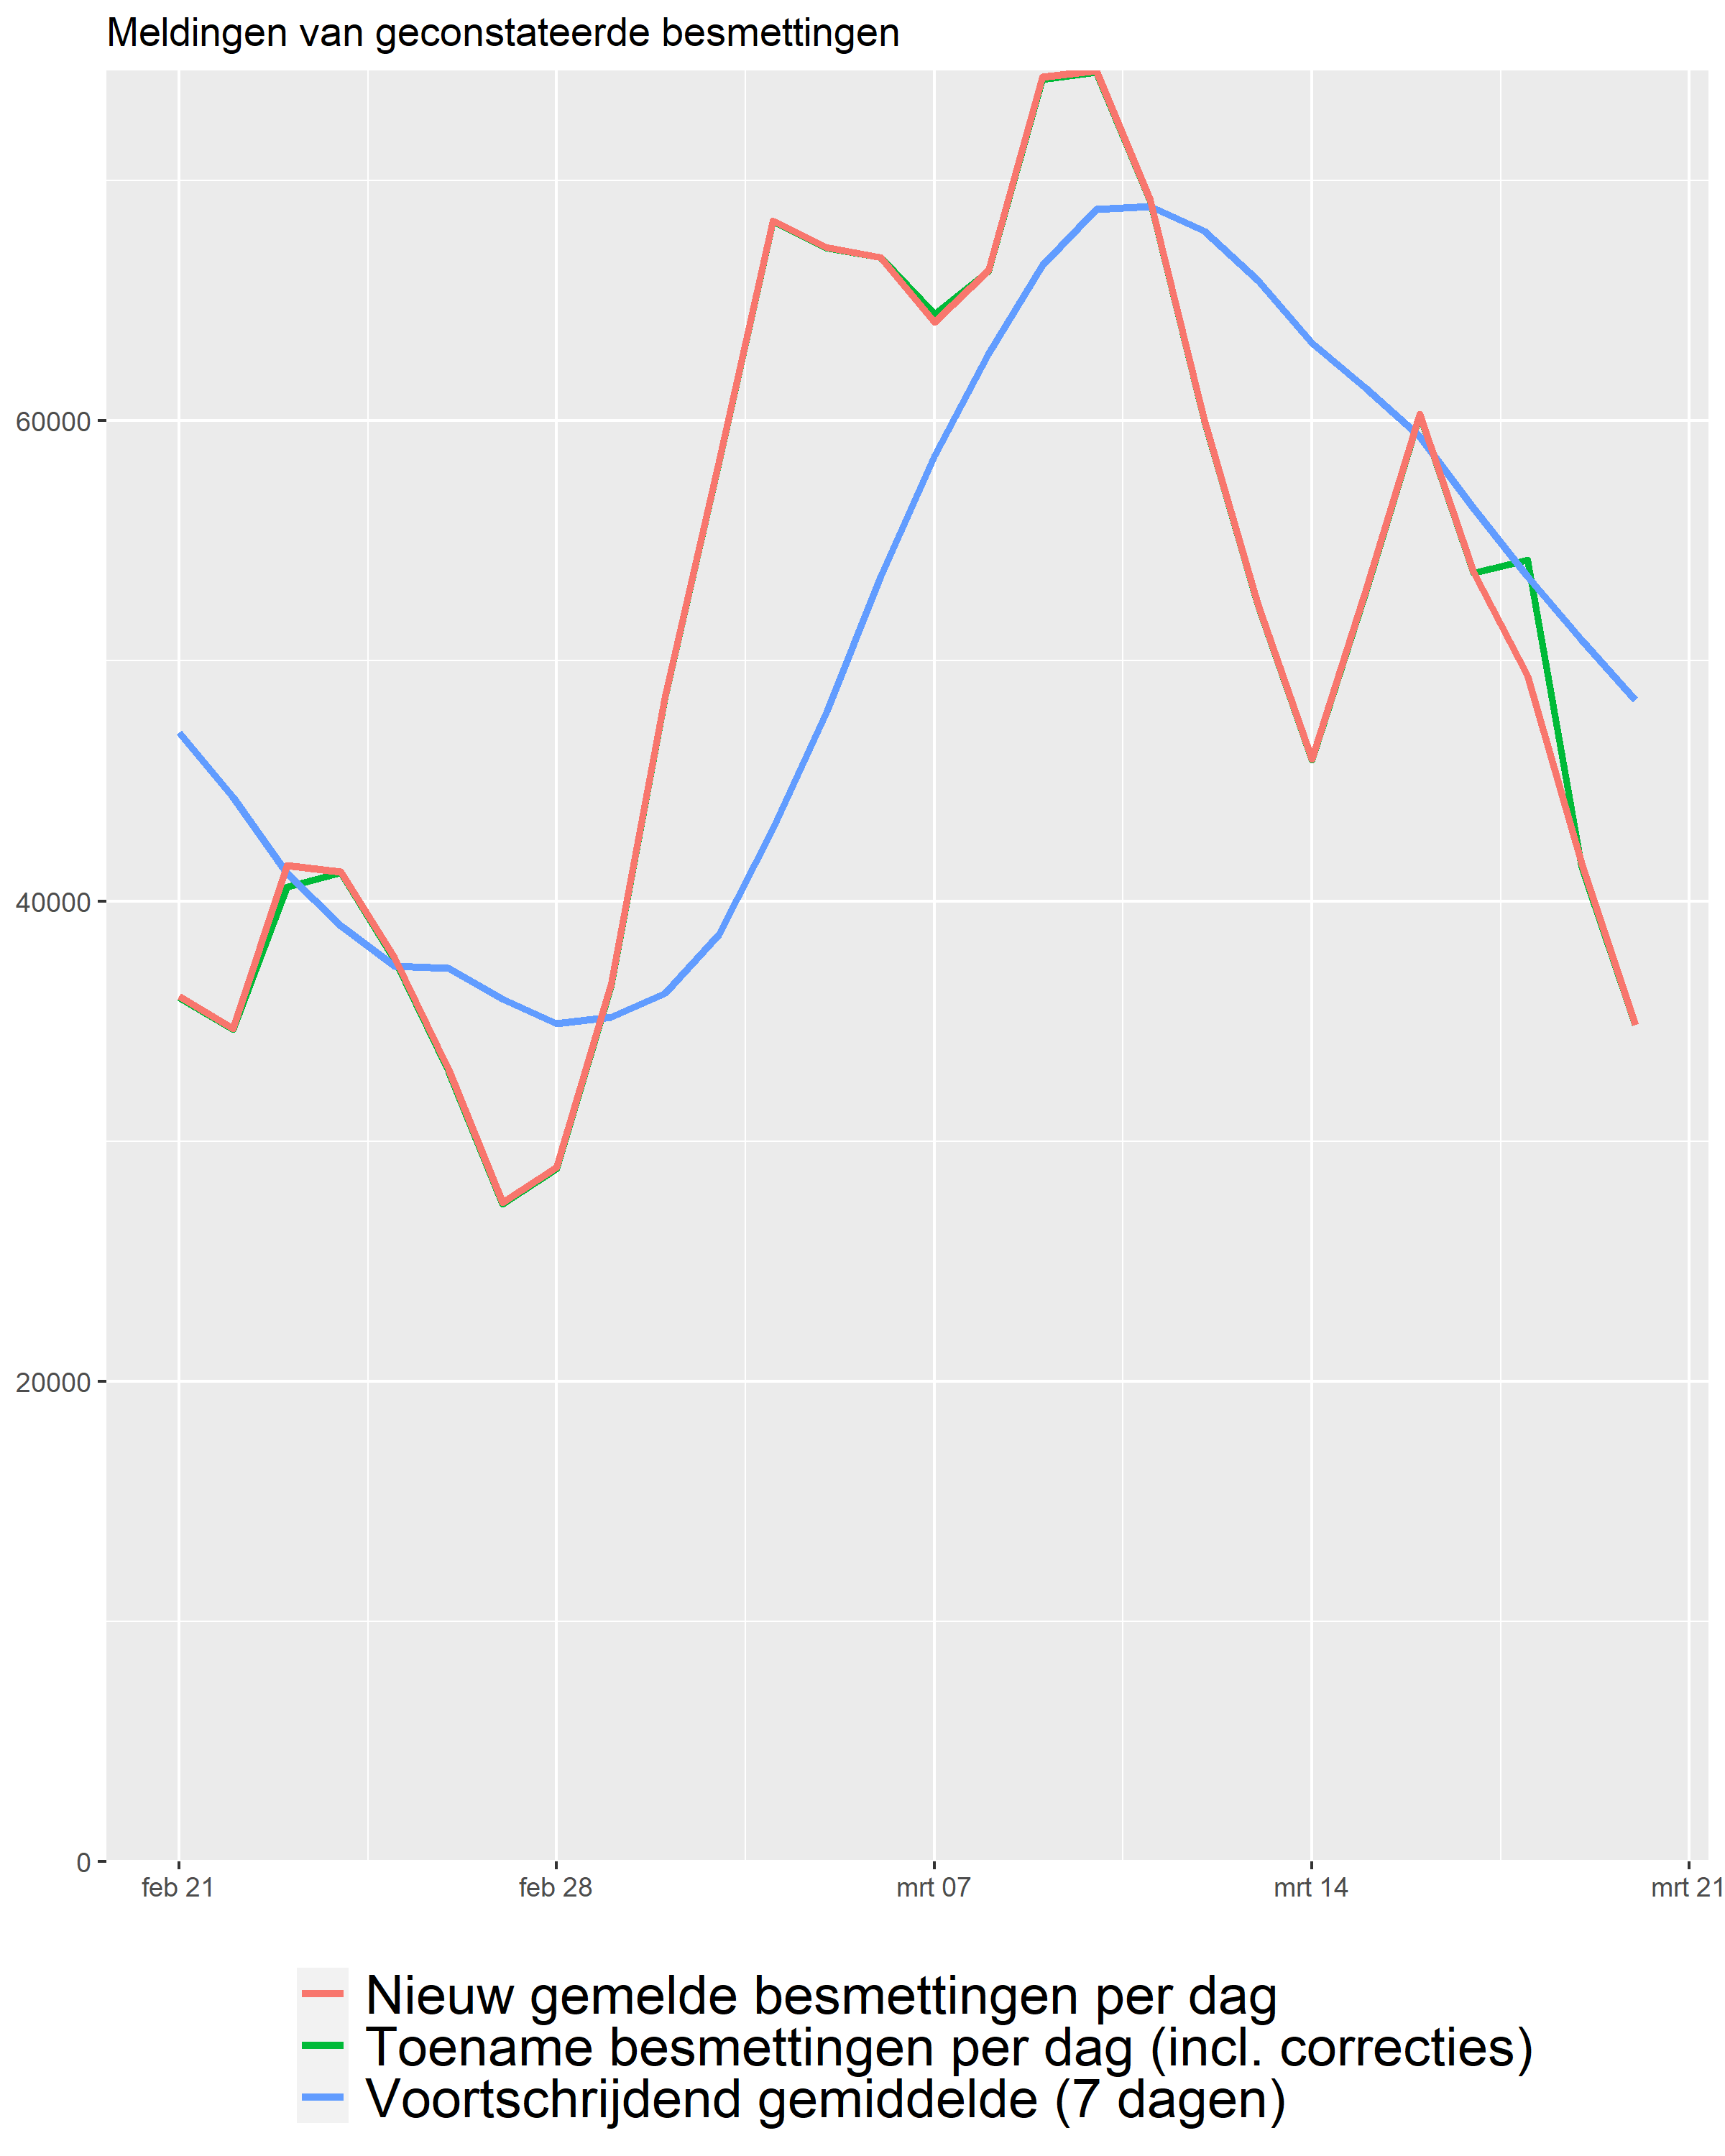 Meldingen van geconstateerde besmettingen
60000
40000
20000
0
feb 21 feb 28 mrt 07 mrt 14 mrt 21
Nieuw gemelde besmettingen per dag
Toename besmettingen per dag (incl. correcties)
Voortschrijdend gemiddelde (7 dagen)